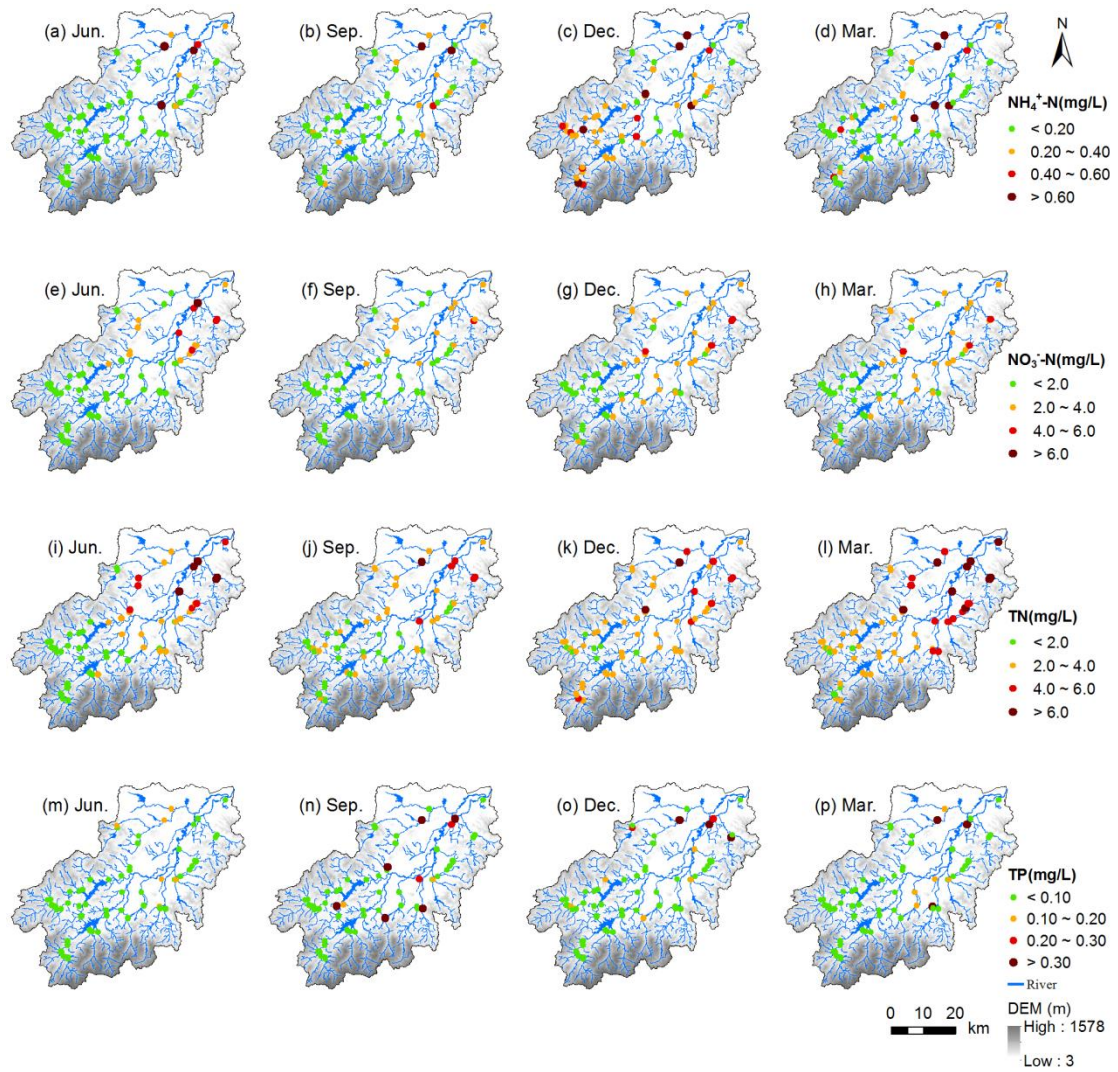 (a) Jun.
(b) Sep.
(c) Dec.
(d) Mar.
N
NH₄⁺-N(mg/L)
< 0.20
0.20 ~ 0.40
0.40 ~ 0.60
> 0.60
(e) Jun.
(f) Sep.
(g) Dec.
(h) Mar.
NO₃⁻-N(mg/L)
< 2.0
2.0 ~ 4.0
4.0 ~ 6.0
> 6.0
(i) Jun.
(j) Sep.
(k) Dec.
(l) Mar.
TN(mg/L)
< 2.0
2.0 ~ 4.0
4.0 ~ 6.0
> 6.0
(m) Jun.
(n) Sep.
(o) Dec.
(p) Mar.
TP(mg/L)
< 0.10
0.10 ~ 0.20
0.20 ~ 0.30
> 0.30
River
DEM (m)
High : 1578
Low : 3
0 10 20
km